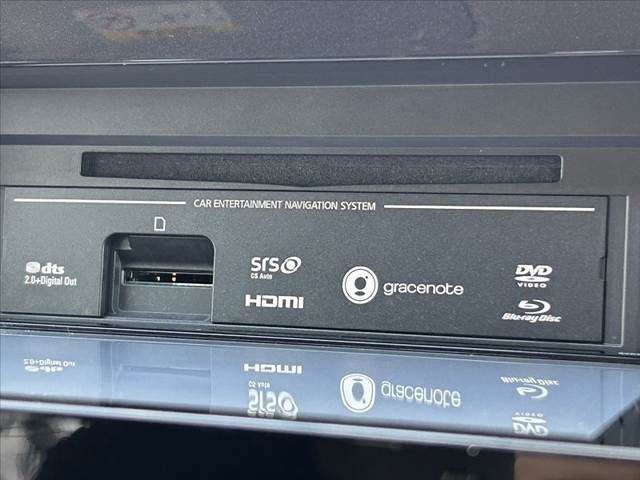 CAR ENTERTAINMENT NAVIGATION SYSTEM
dts
2.0+Digital Out
SRS
CS Auto
HDMI
gracenote
DVD
VIDEO
Blu-ray Disc